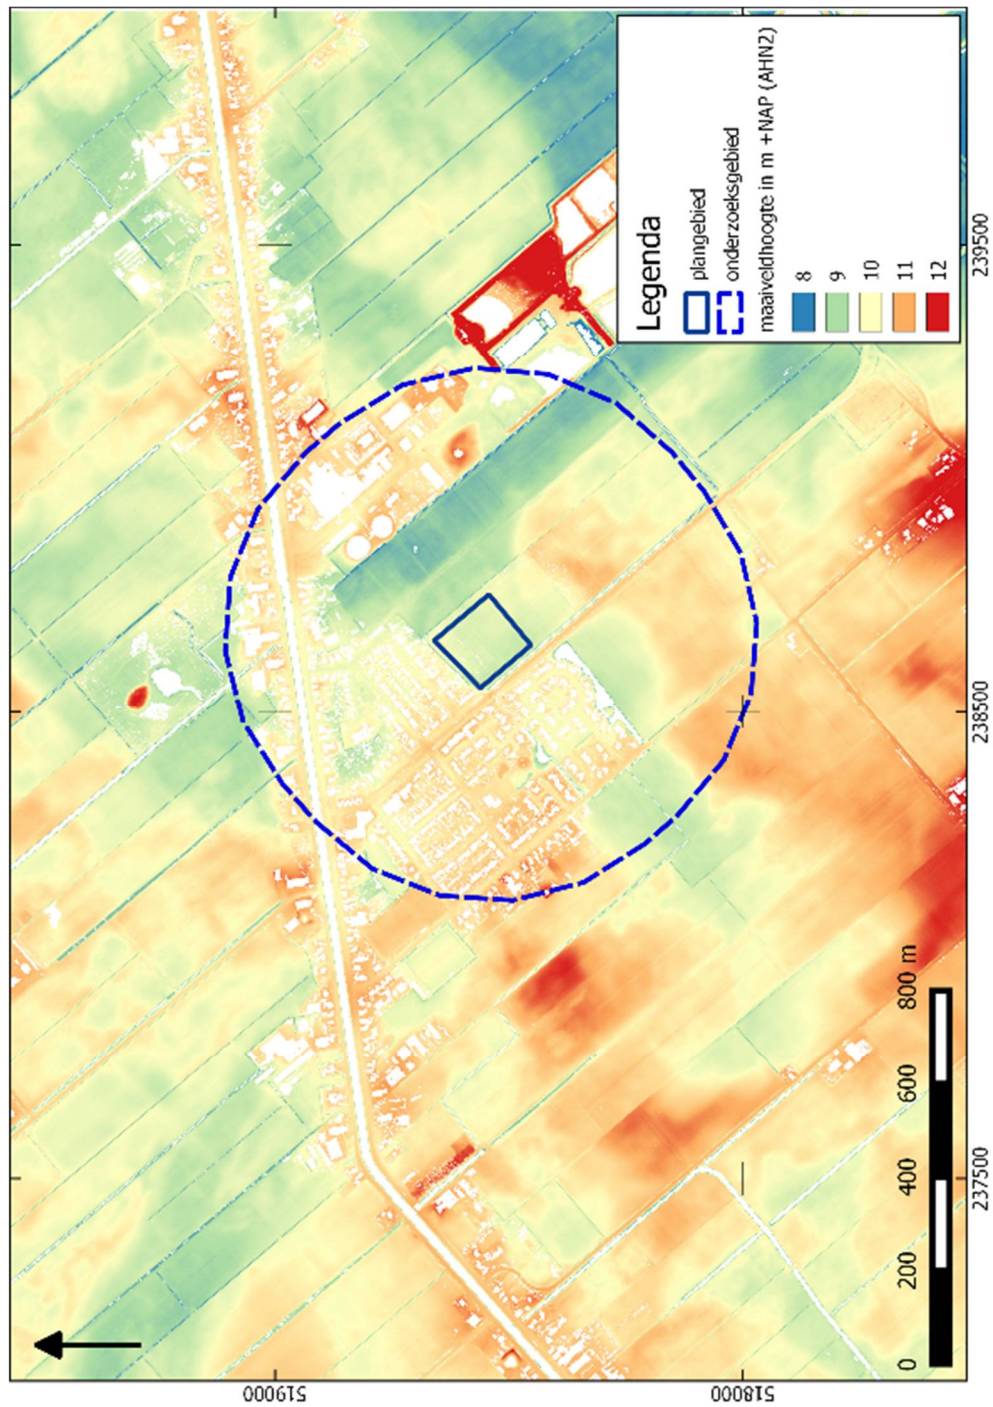 Legenda
plangebied
onderzoeksgebied
maaiveldhoogte in m +NAP (AHN2)
8
9
10
11
12
0 200 400 600 800 m
237500
238500
239500
519000
518000